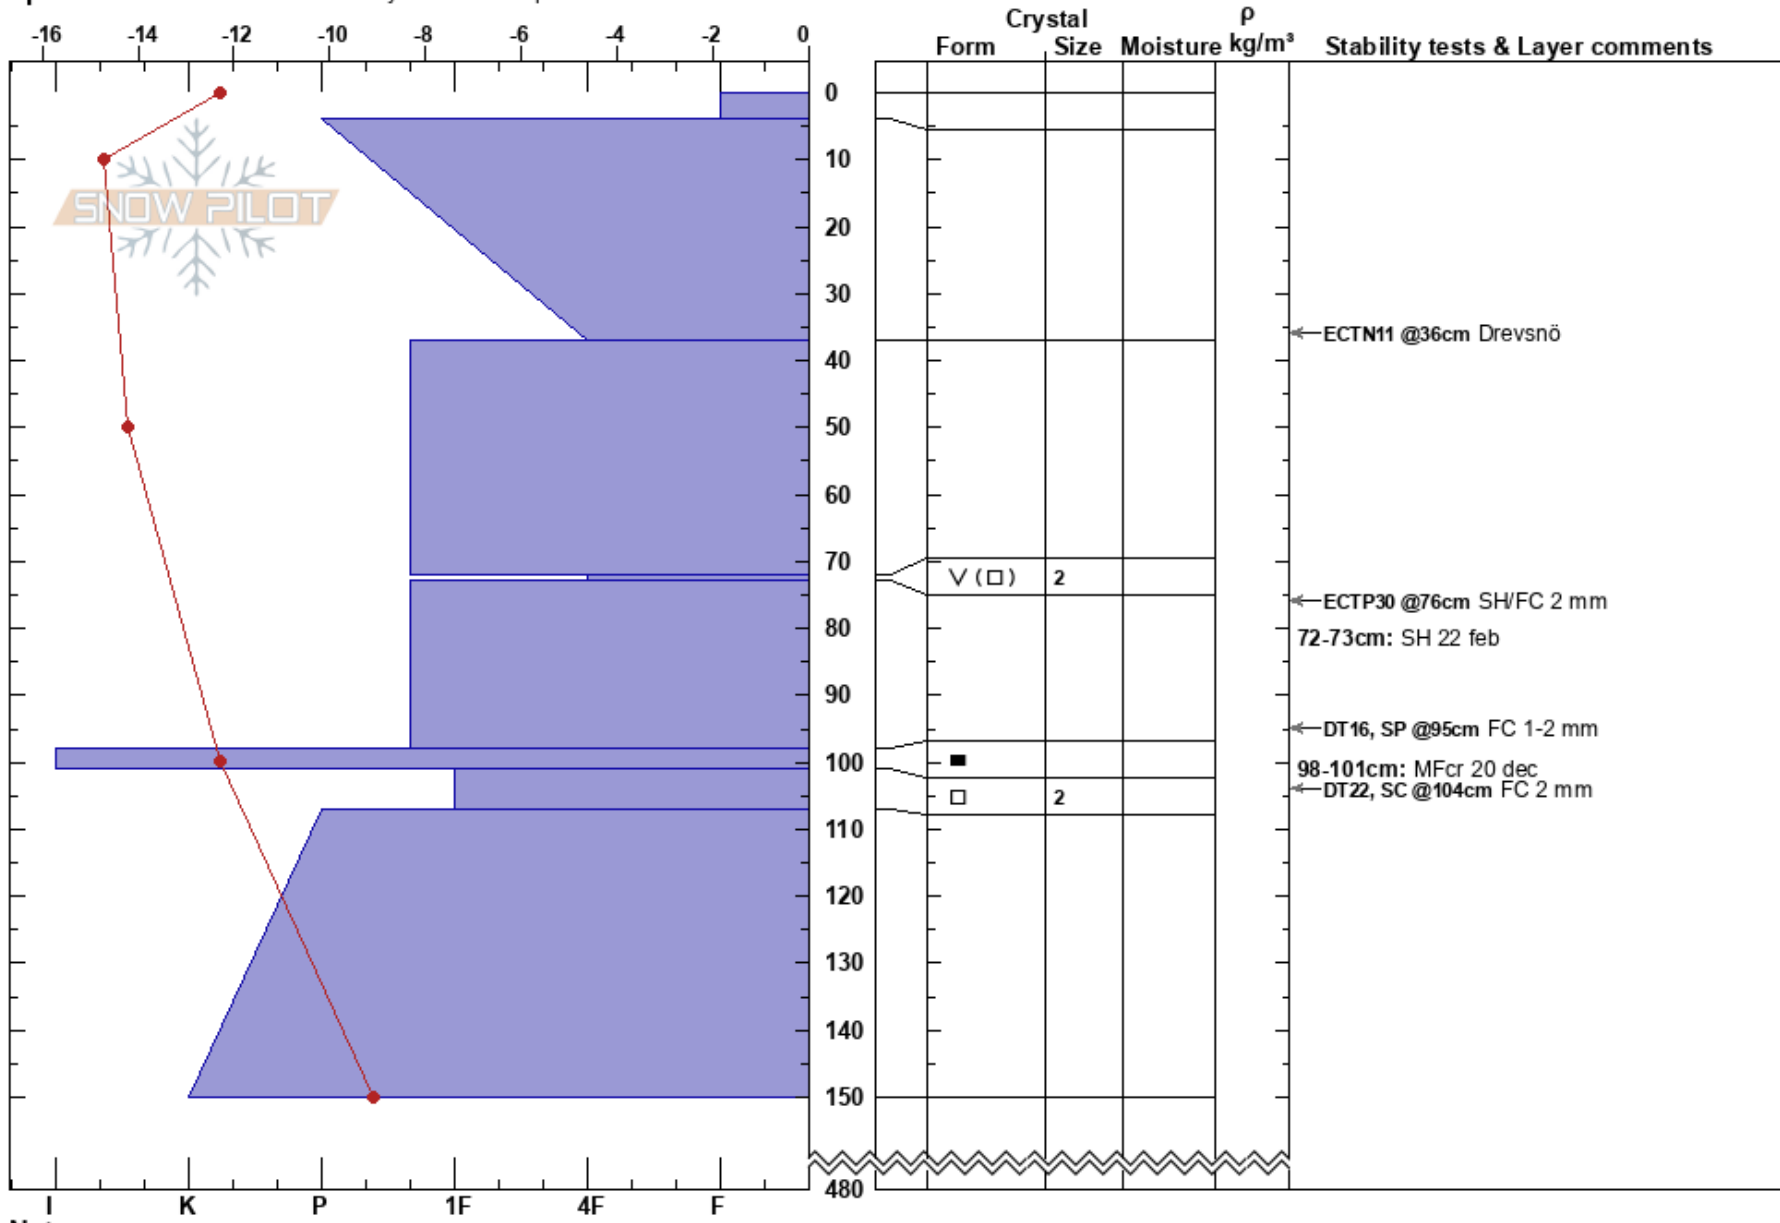 Crystal ρ
-16 -14 -12 -10 -8 -6 -4 -2 0 Form Size Moisture kg/m³ Stability tests & Layer comments
0
10
SNOW PILOT
20
30
ECTN11 @36cm Drevsnö
40
50
60
70
V (□) 2
ECTP30 @76cm SH/FC 2 mm
80
72-73cm: SH 22 feb
90
DT16, SP @95cm FC 1-2 mm
100
98-101cm: MFcr 20 dec
DT22, SC @104cm FC 2 mm
2
110
120
130
140
150
480
I K P 1F 4F F